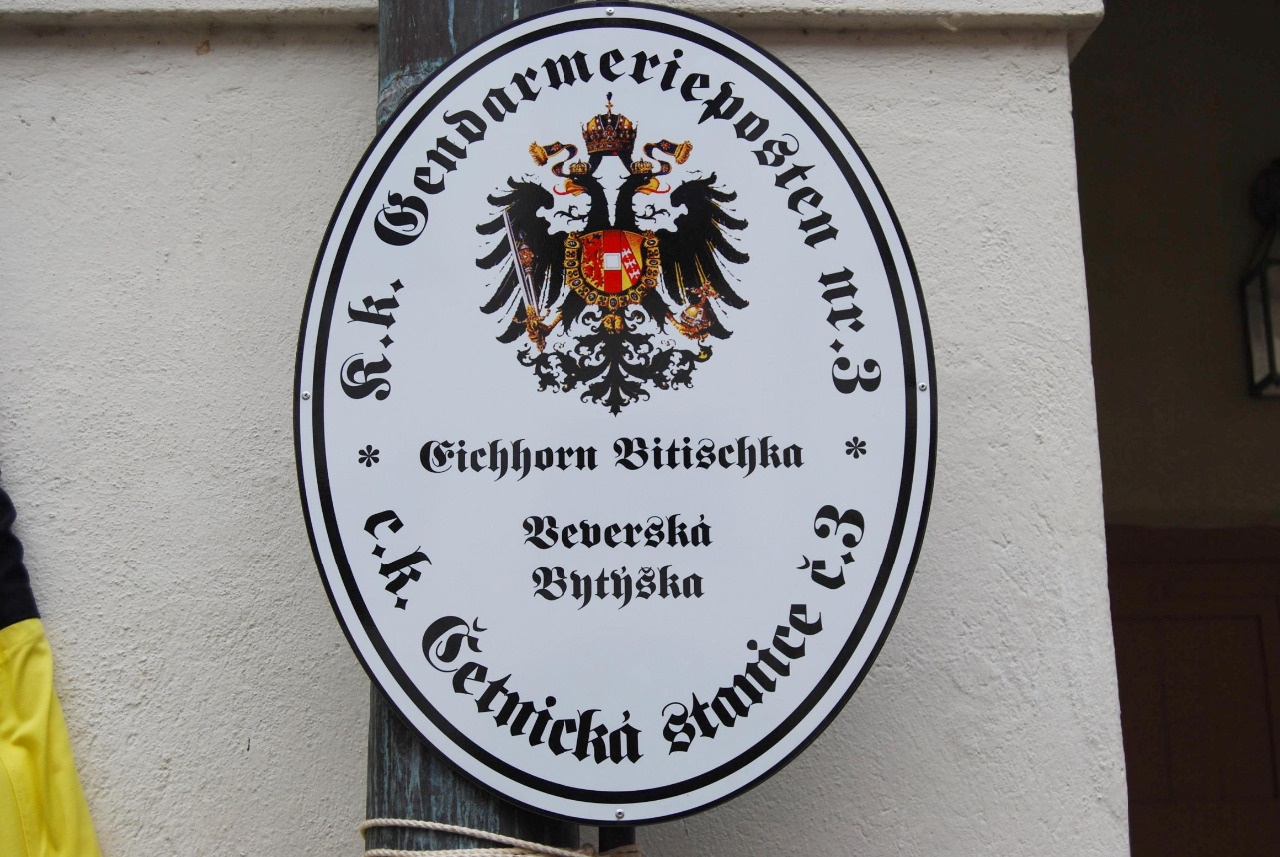 K.k. Gendarmerieposten nr.3
* Eichhorn Bitischka *
Veverská
Bytýška
c.k. Četnická stanice č.3